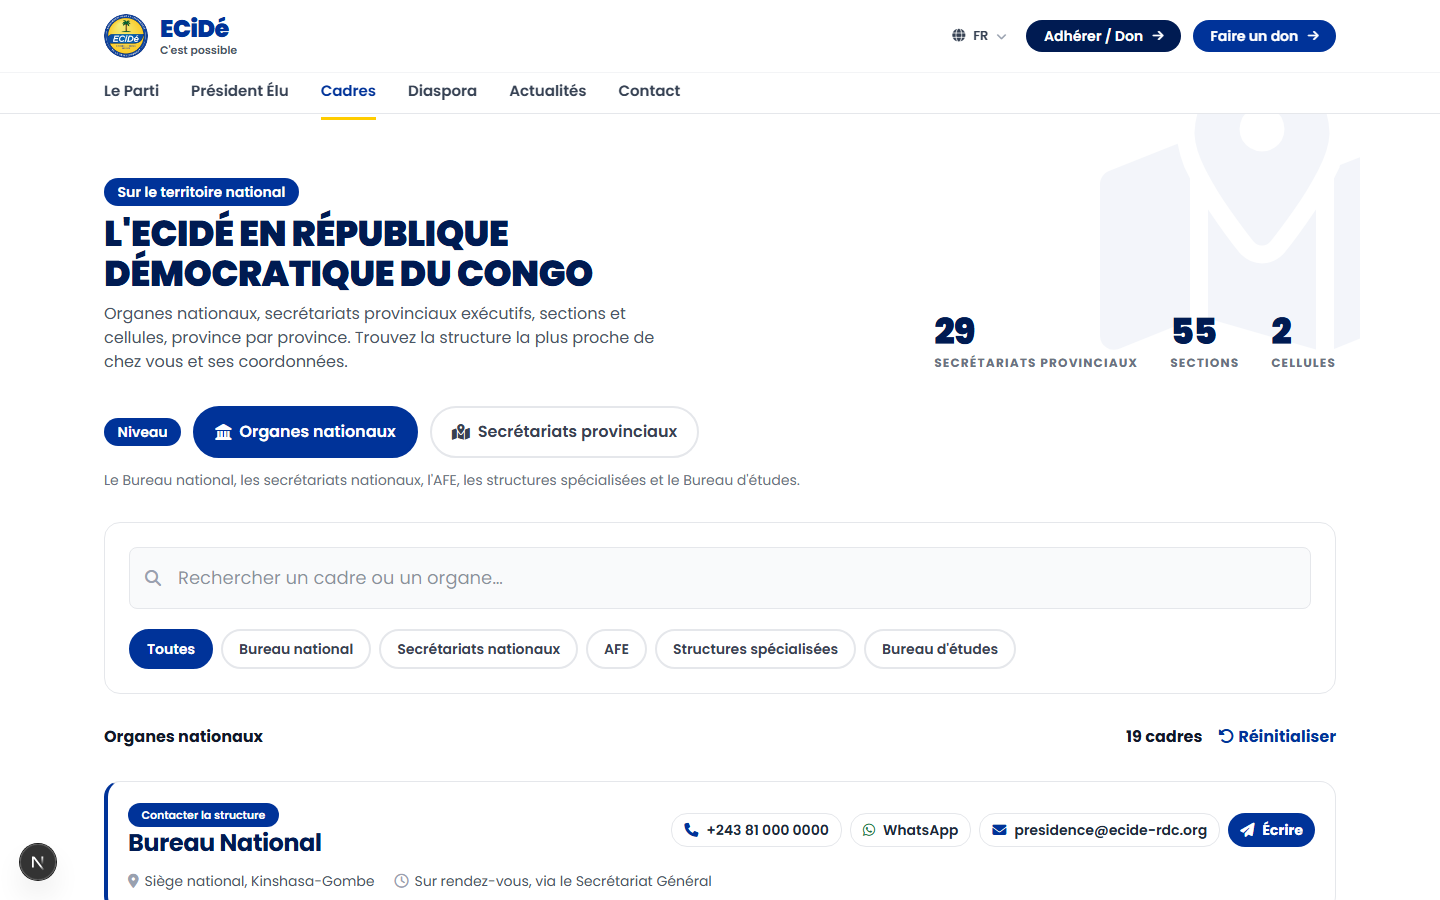 ECiDé
ECiDé
C'est possible
FR
Adhérer / Don
Faire un don
Le Parti
Président Élu
Cadres
Diaspora
Actualités
Contact
Sur le territoire national
L'ECIDÉ EN RÉPUBLIQUE
DÉMOCRATIQUE DU CONGO
Organes nationaux, secrétariats provinciaux exécutifs, sections et
cellules, province par province. Trouvez la structure la plus proche de
chez vous et ses coordonnées.
29
SECRÉTARIATS PROVINCIAUX
55
SECTIONS
2
CELLULES
Niveau
Organes nationaux
Secrétariats provinciaux
Le Bureau national, les secrétariats nationaux, l'AFE, les structures spécialisées et le Bureau d'études.
Rechercher un cadre ou un organe...
Toutes
Bureau national
Secrétariats nationaux
AFE
Structures spécialisées
Bureau d'études
Organes nationaux
19 cadres
Réinitialiser
Contacter la structure
Bureau National
+243 81 000 0000
WhatsApp
presidence@ecide-rdc.org
Écrire
Siège national, Kinshasa-Gombe
Sur rendez-vous, via le Secrétariat Général
N